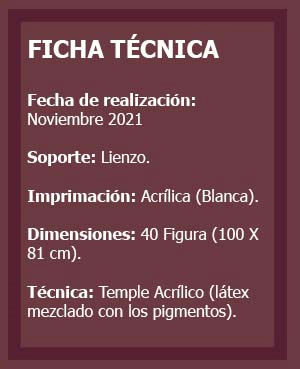 FICHA TÉCNICA
Fecha de realización:
Noviembre 2021
Soporte: Lienzo.
Imprimación: Acrílica (Blanca).
Dimensiones: 40 Figura (100 X
81 cm).
Técnica: Temple Acrílico (látex
mezclado con los pigmentos).